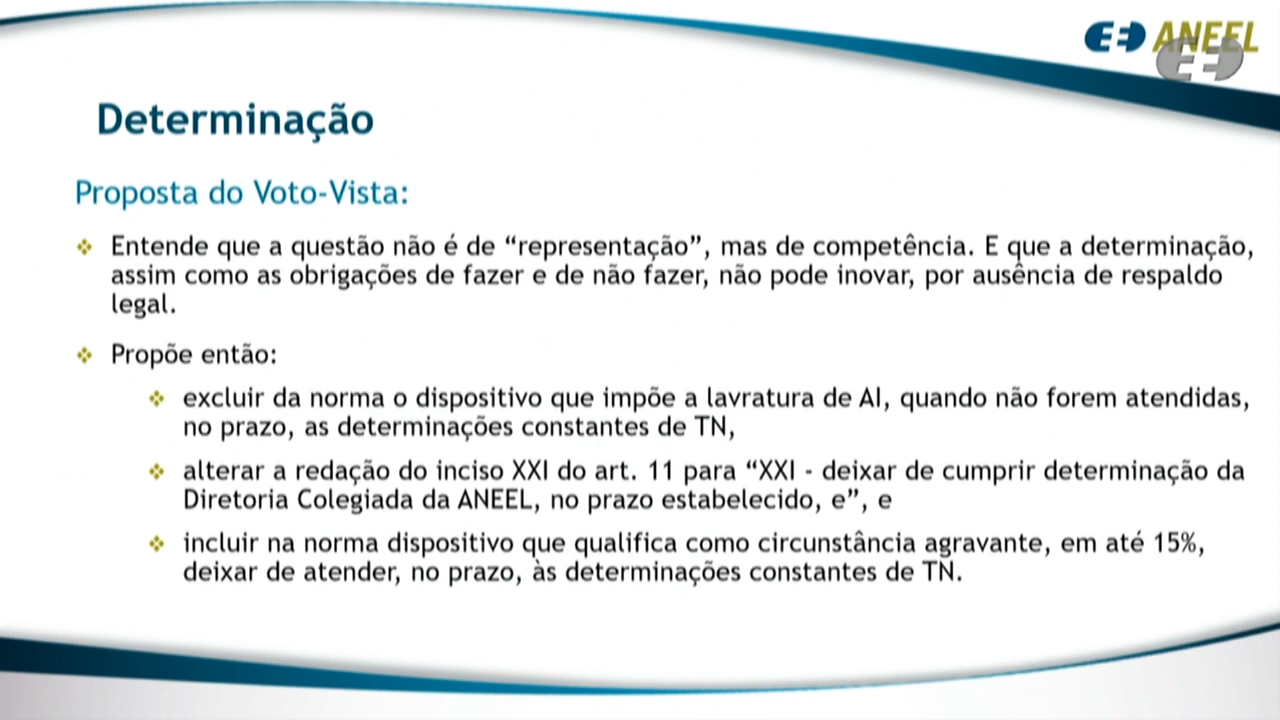 ANEEL
Determinação
Proposta do Voto-Vista:
Entende que a questão não é de “representação”, mas de competência. E que a determinação,
assim como as obrigações de fazer e de não fazer, não pode inovar, por ausência de respaldo
legal.
Propõe então:
excluir da norma o dispositivo que impõe a lavratura de AI, quando não forem atendidas,
no prazo, as determinações constantes de TN,
alterar a redação do inciso XXI do art. 11 para “XXI - deixar de cumprir determinação da
Diretoria Colegiada da ANEEL, no prazo estabelecido, e”, e
incluir na norma dispositivo que qualifica como circunstância agravante, em até 15%,
deixar de atender, no prazo, às determinações constantes de TN.